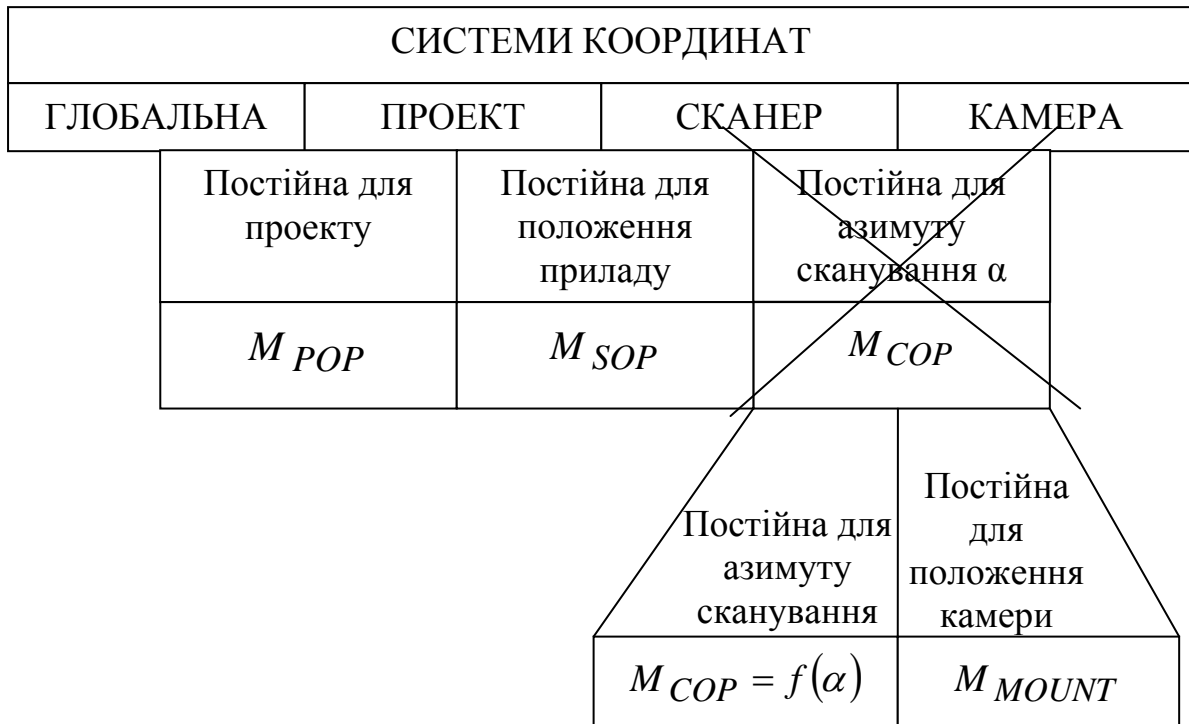 СИСТЕМИ КООРДИНАТ
ГЛОБАЛЬНА ПРОЕКТ СКАНЕР КАМЕРА
Постійна для
проекту
Постійна для
положення
приладу
Постійна для
азимуту
сканування α
M POP
M SOP
M COP
Постійна для
азимуту
сканування
Постійна
для
положення
камери
M COP = f(α)
M MOUNT